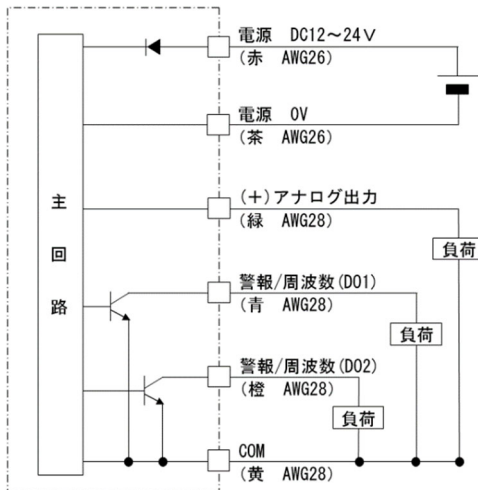 電源 DC12～24V
(赤 AWG26)
電源 0V
(茶 AWG26)
主回路
(+)アナログ出力
(緑 AWG28)
負荷
警報/周波数(DO1)
(青 AWG28)
負荷
警報/周波数(DO2)
(橙 AWG28)
負荷
COM
(黄 AWG28)